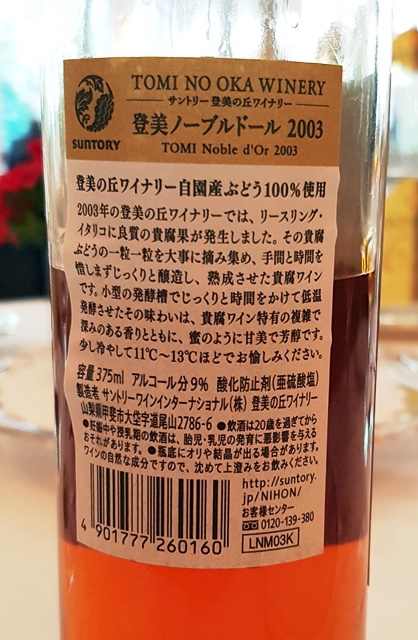 TOMI NO OKA WINERY
サントリー 登美の丘ワイナリー
SUNTORY
登美ノーブルドール 2003
TOMI Noble d'Or 2003
登美の丘ワイナリー自園産ぶどう100%使用
2003年の登美の丘ワイナリーでは、リースリング・
イタリコに良質の貴腐果が発生しました。その貴腐
ぶどうの一粒一粒を大事に摘み集め、手間と時間を
惜しまずじっくりと醸造し、熟成させた貴腐ワイン
です。小型の発酵槽でじっくりと時間をかけて低温
発酵させたその味わいは、貴腐ワイン特有の複雑で
深みのある香りとともに、蜜のように甘美で芳醇です。
少し冷やして11℃〜13℃ほどでお愉しみください。
容量 375ml アルコール分9% 酸化防止剤(亜硫酸塩)
製造者 サントリーワインインターナショナル(株) 登美の丘ワイナリー
山梨県甲斐市大垈字道尾山2786-6 ●飲酒は20歳を過ぎてから
●妊娠中や授乳期の飲酒は、胎児・乳児の発育に悪影響を与える
おそれがあります。●瓶底にオリや結晶が出る場合があります。
ワインの自然な成分ですので、沈めて上澄みをお飲みください。
http://suntory.
jp/NIHON/
お客様センター
0120-139-380
LNM03K
4 901777 260160